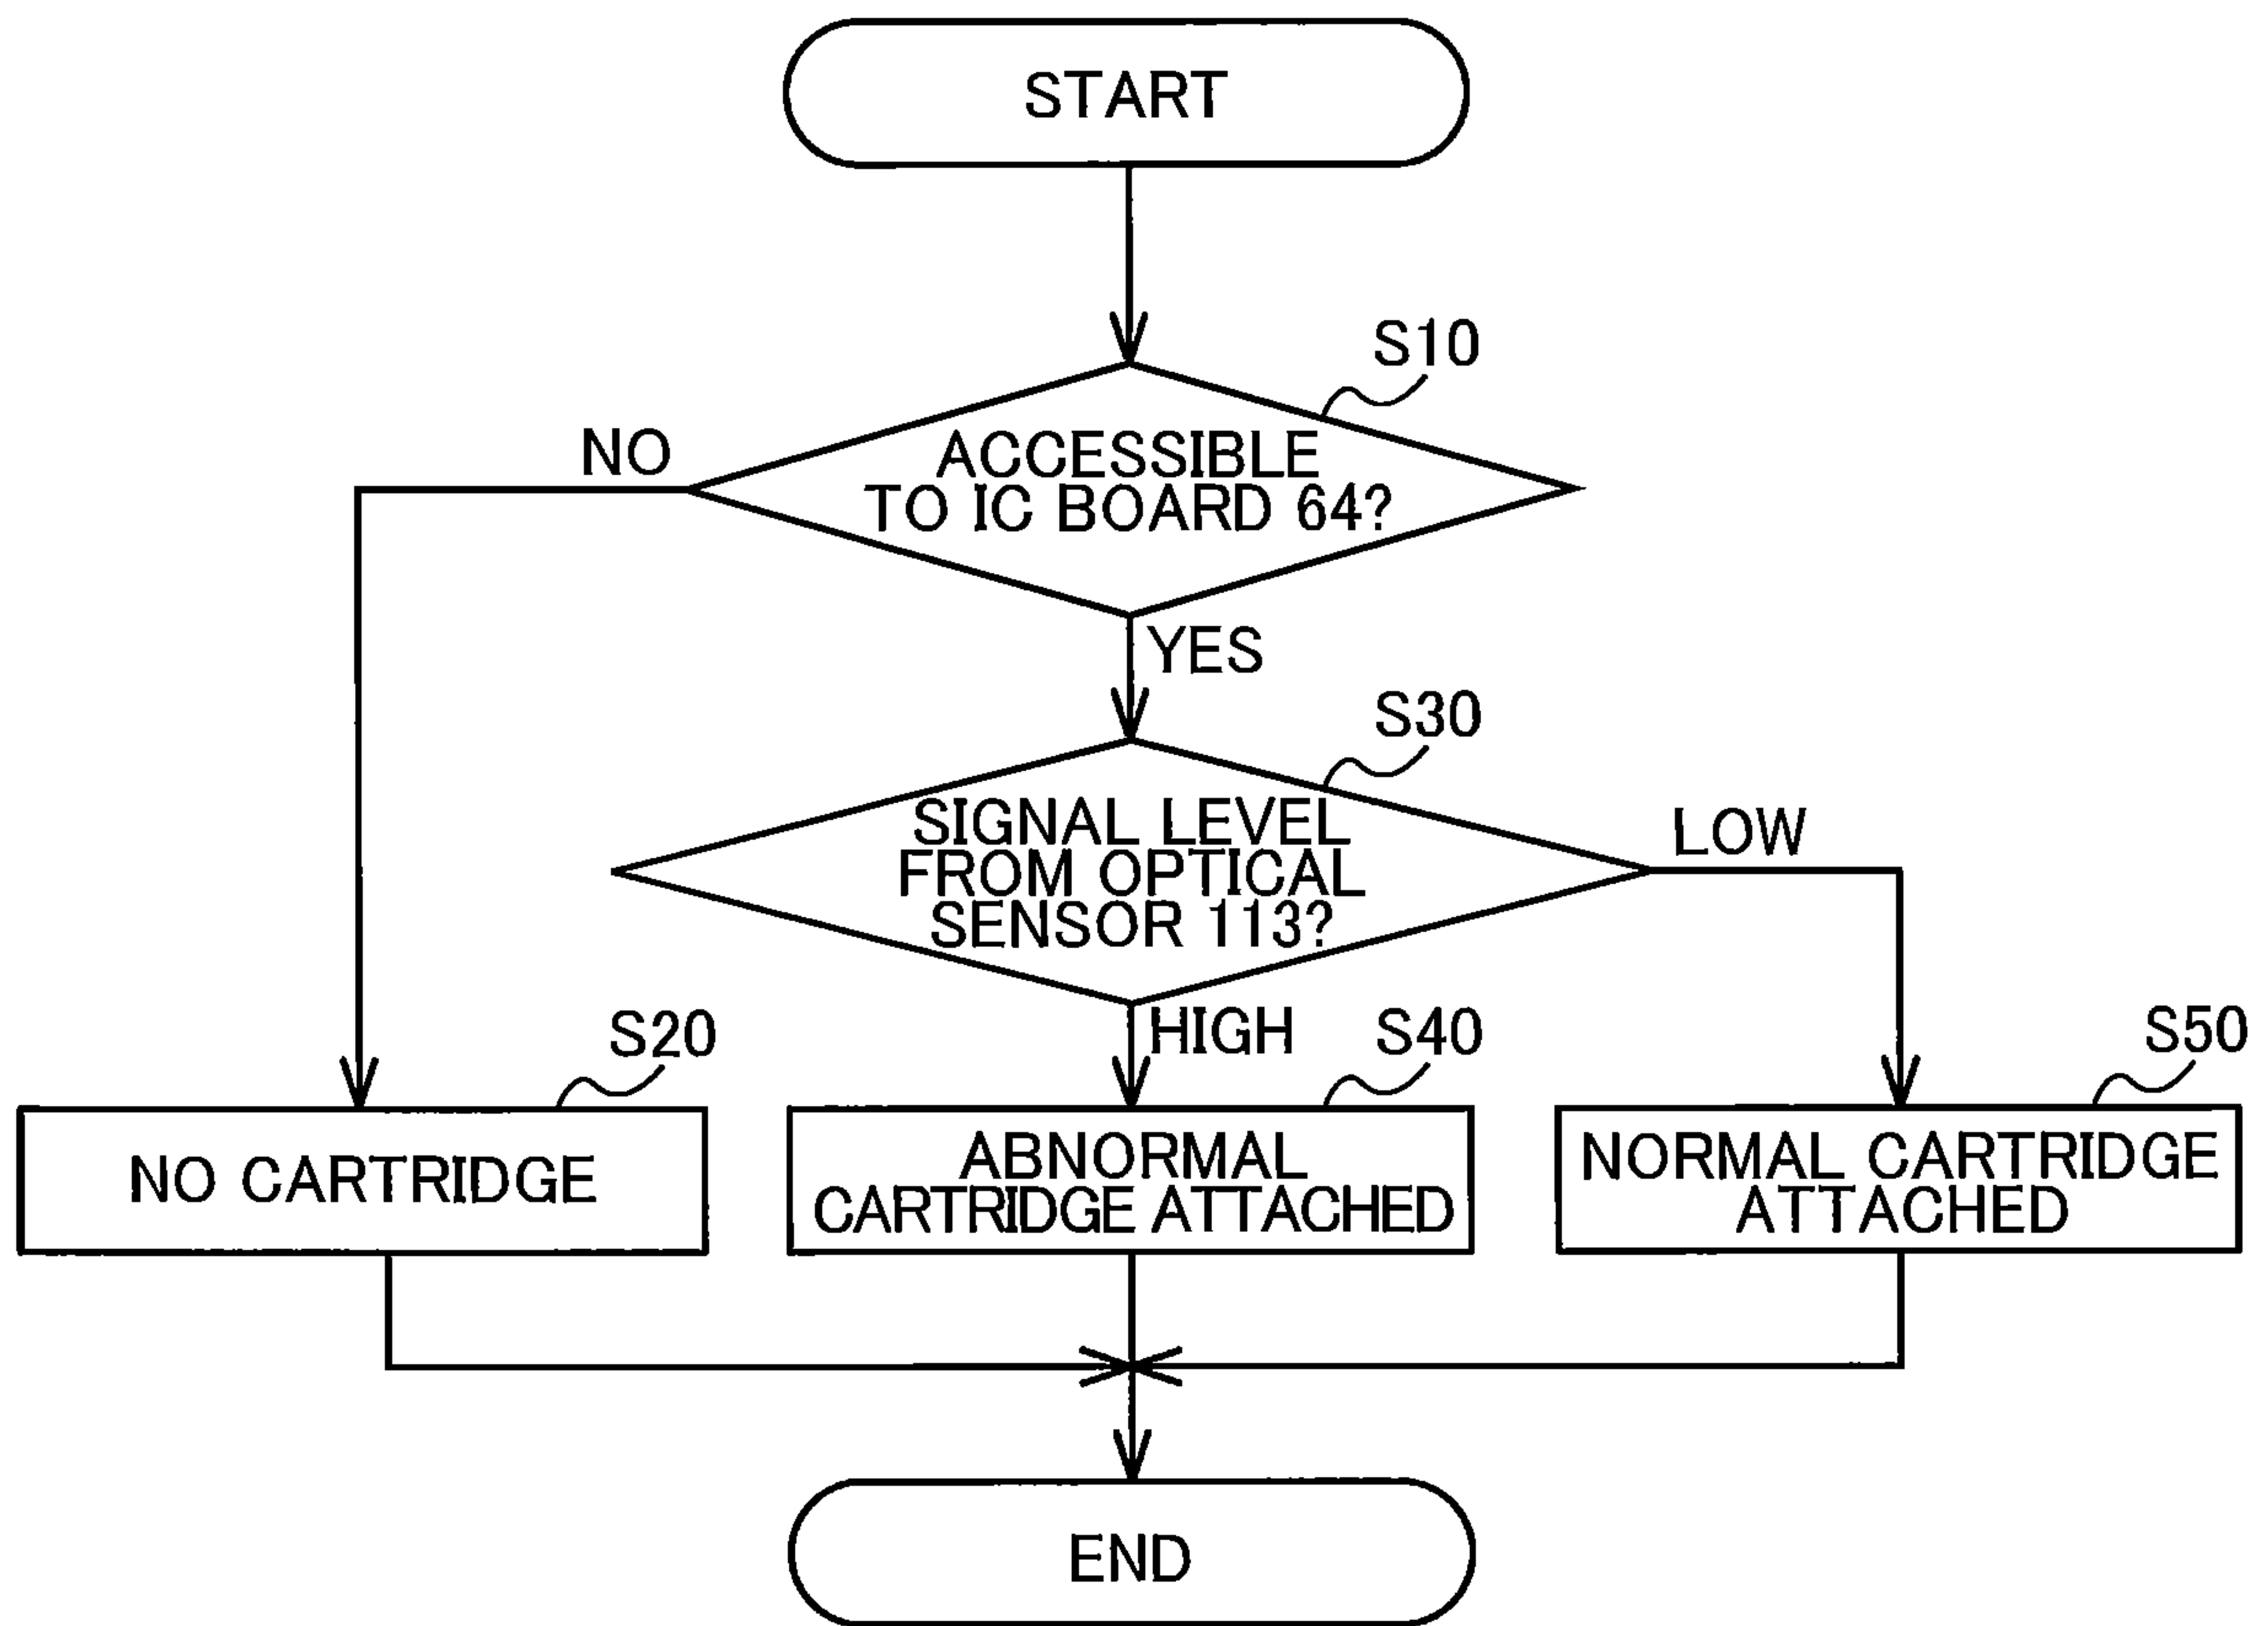 START
S10
NO
ACCESSIBLE
TO IC BOARD 64?
YES
S30
SIGNAL LEVEL
FROM OPTICAL
SENSOR 113?
LOW
HIGH
S20
NO CARTRIDGE
S40
ABNORMAL
CARTRIDGE ATTACHED
S50
NORMAL CARTRIDGE
ATTACHED
END